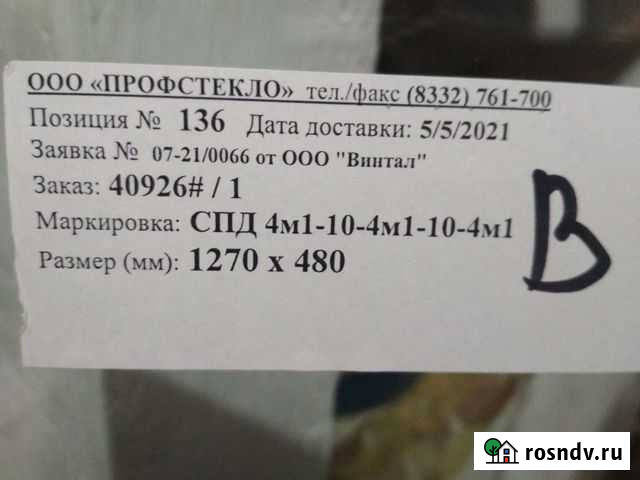 ООО «ПРОФСТЕКЛО» тел./факс (8332) 761-700
Позиция № 136 Дата доставки: 5/5/2021
Заявка № 07-21/0066 от ООО "Винтал"
Заказ: 40926# / 1
Маркировка: СПД 4м1-10-4м1-10-4м1
Размер (мм): 1270 x 480
В
rosndv.ru